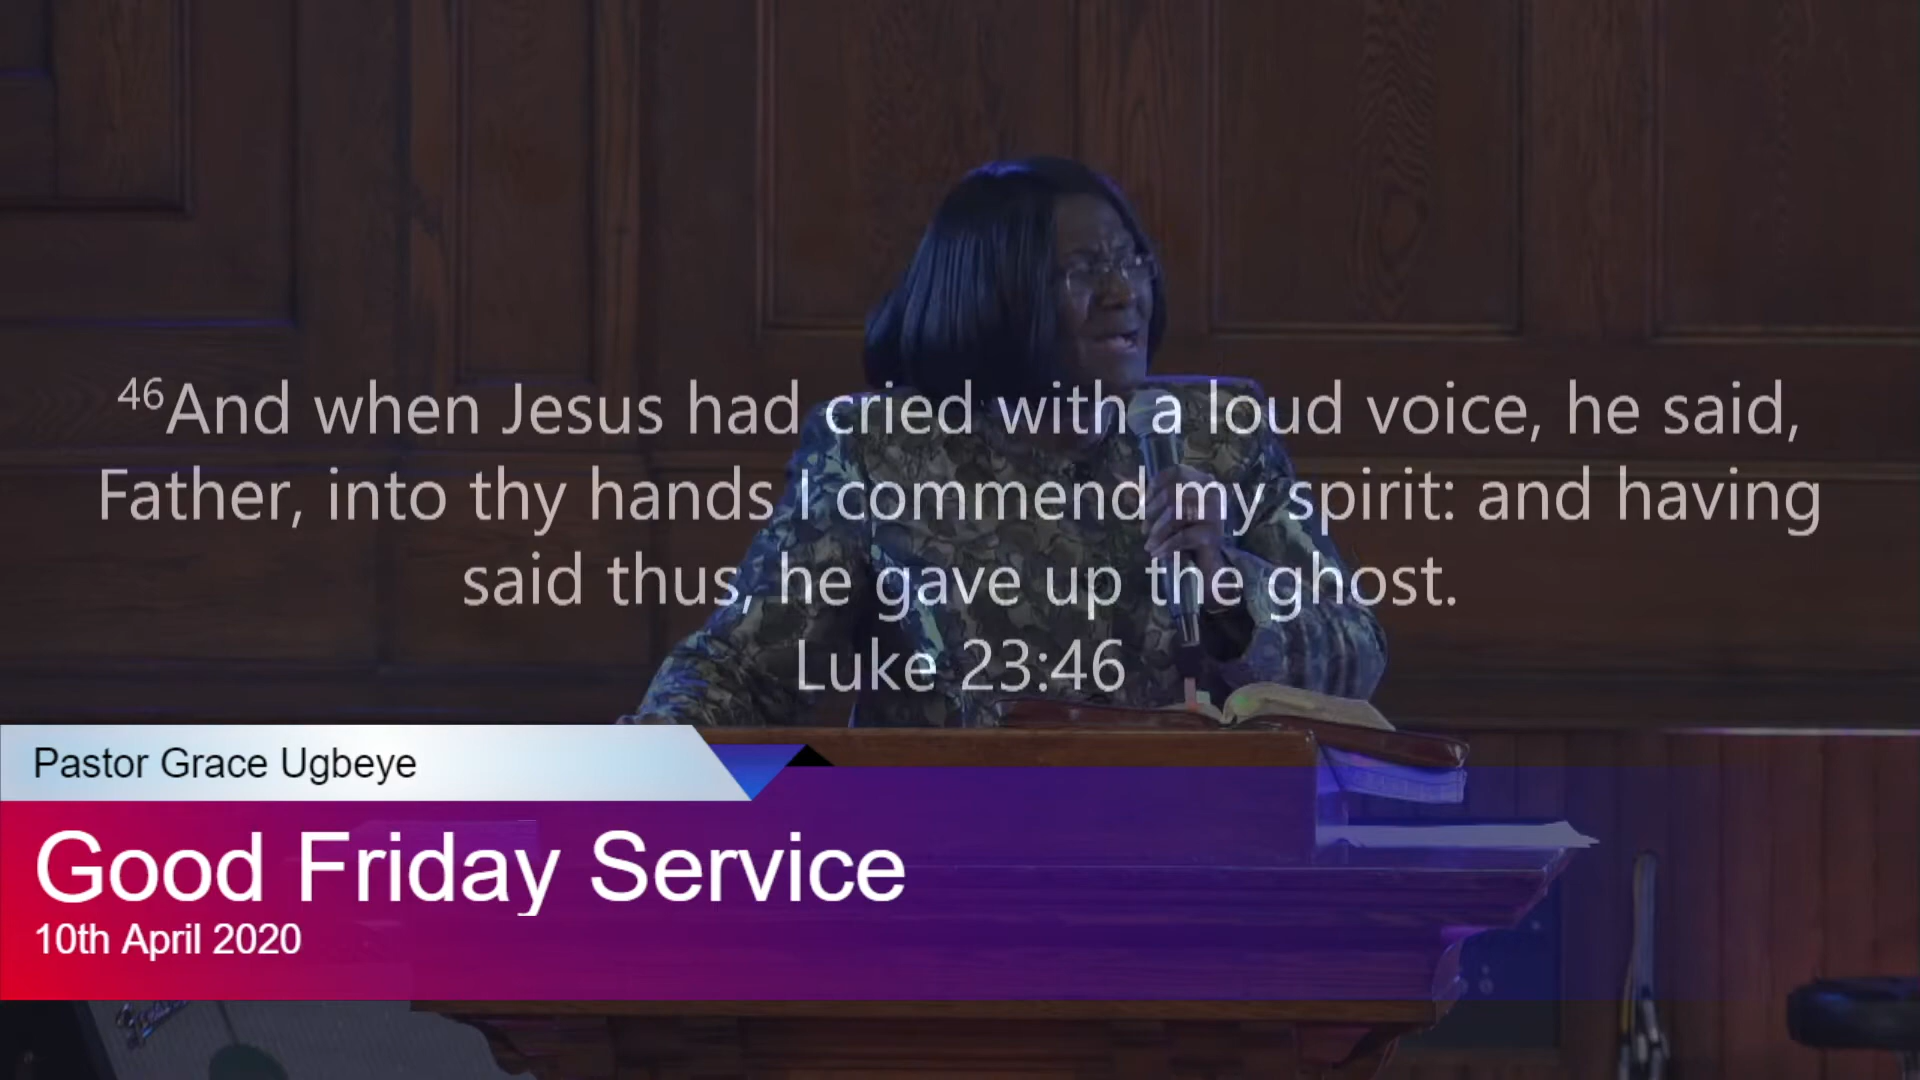 46And when Jesus had cried with a loud voice, he said,
Father, into thy hands I commend my spirit: and having
said thus, he gave up the ghost.
Luke 23:46
Pastor Grace Ugbeye
Good Friday Service
10th April 2020